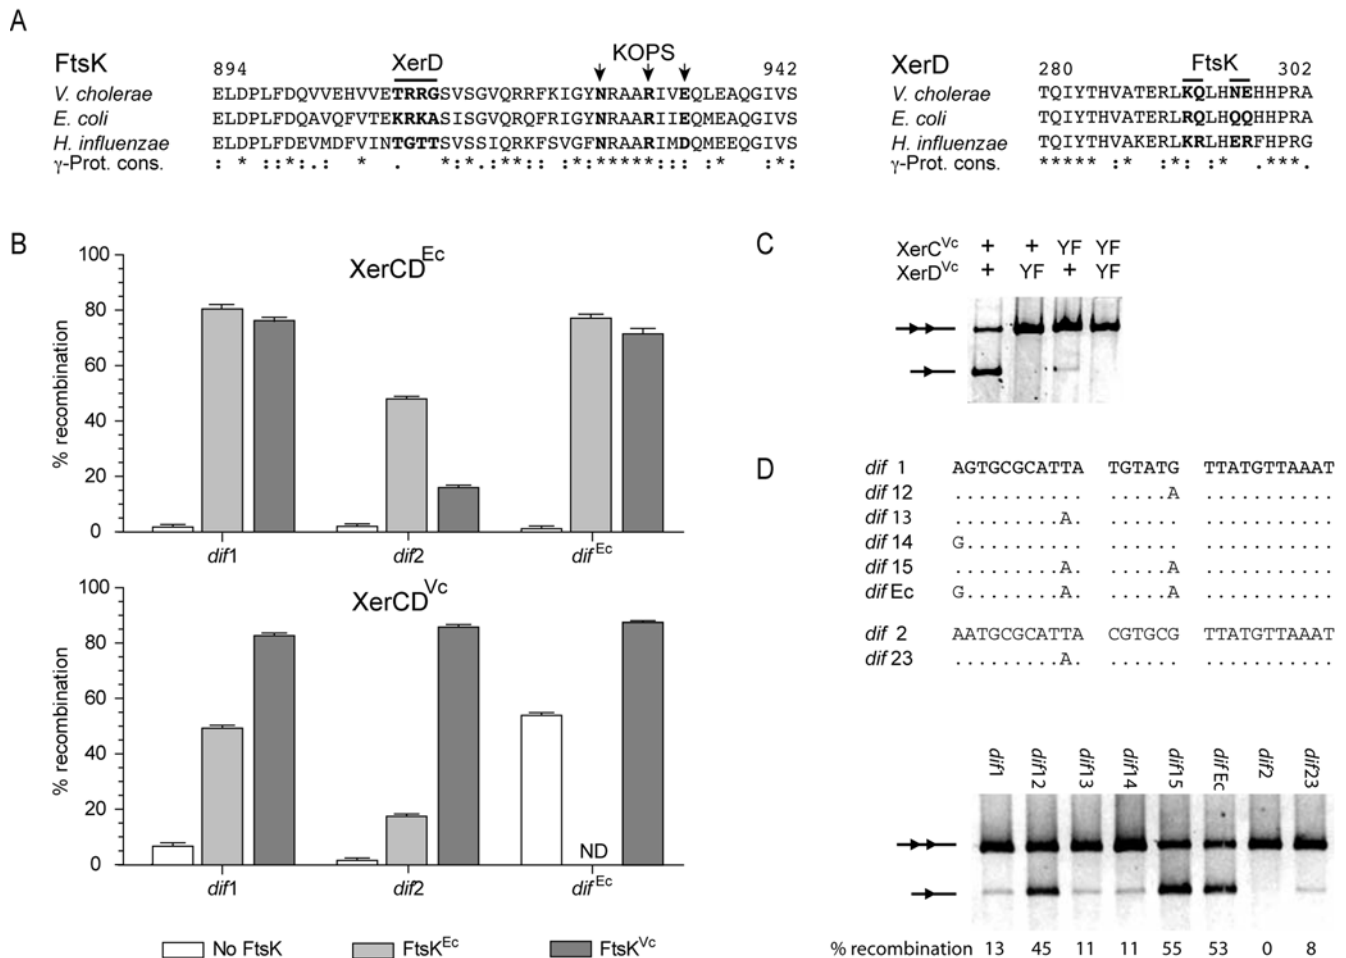 A
FtsK
894
XerD
KOPS
942
V. cholerae ELDPLFDQVVEHVVETRRGSVSGVQRRFKIGYNRAARIVEQLEAQGIVS
E. coli ELDPLFDQAVQFVTEKRKASISGVQRQFRIGYNRAARIIEQMEAQGIVS
H. influenzae ELDPLFDEVMDFVINTGTTSVSSIQRKFSVGFNRAARIMDQMEEQGIVS
γ-Prot. cons.
XerD
280
FtsK
302
V. cholerae TQIYTHVATERLKQLHNEHHPRA
E. coli TQIYTHVATERLRQLHQQHHPRA
H. influenzae TQIYTHVAKERLKRLHERFHPRG
γ-Prot. cons.
B
XerCD Ec
% recombination
100
80
60
40
20
0
dif1 dif2 dif Ec
XerCD Vc
% recombination
100
80
60
40
20
0
ND
dif1 dif2 dif Ec
No FtsK FtsK Ec FtsK Vc
C
XerC Vc + + YF YF
XerD Vc + YF + YF
D
dif 1 AGTGCGCATTA TGTATG TTATGTTAAAT
dif 12 ........... .....A ...........
dif 13 .........A. ...... ...........
dif 14 G.......... ...... ...........
dif 15 .........A. .....A ...........
dif Ec G........A. .....A ...........
dif 2 AATGCGCATTA CGTGCG TTATGTTAAAT
dif 23 .........A. ...... ...........
dif1 dif12 dif13 dif14 dif15 dif Ec dif2 dif23
% recombination 13 45 11 11 55 53 0 8